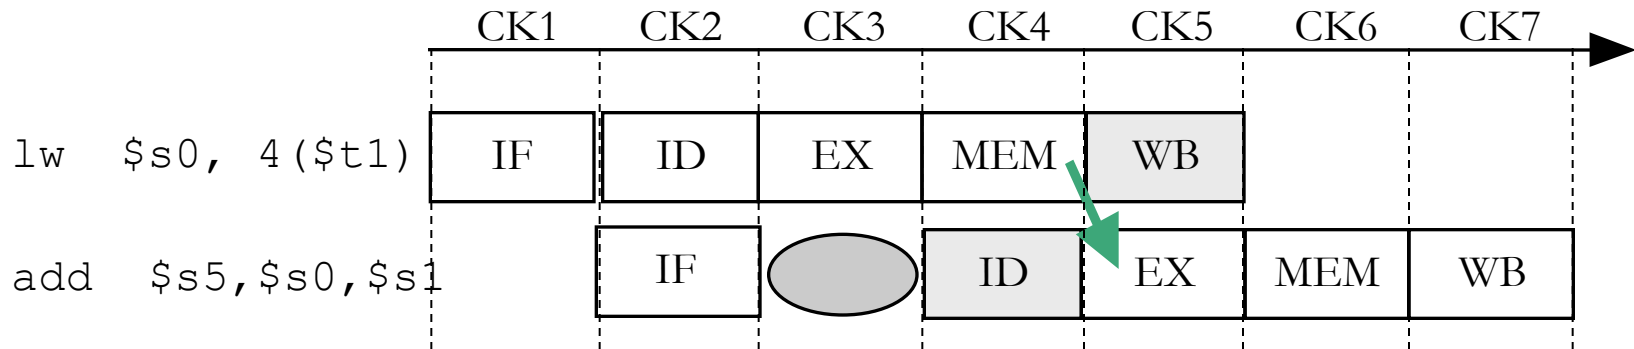 CK1 CK2 CK3 CK4 CK5 CK6 CK7
lw $s0, 4($t1) IF ID EX MEM WB
add $s5,$s0,$s1 IF ID EX MEM WB